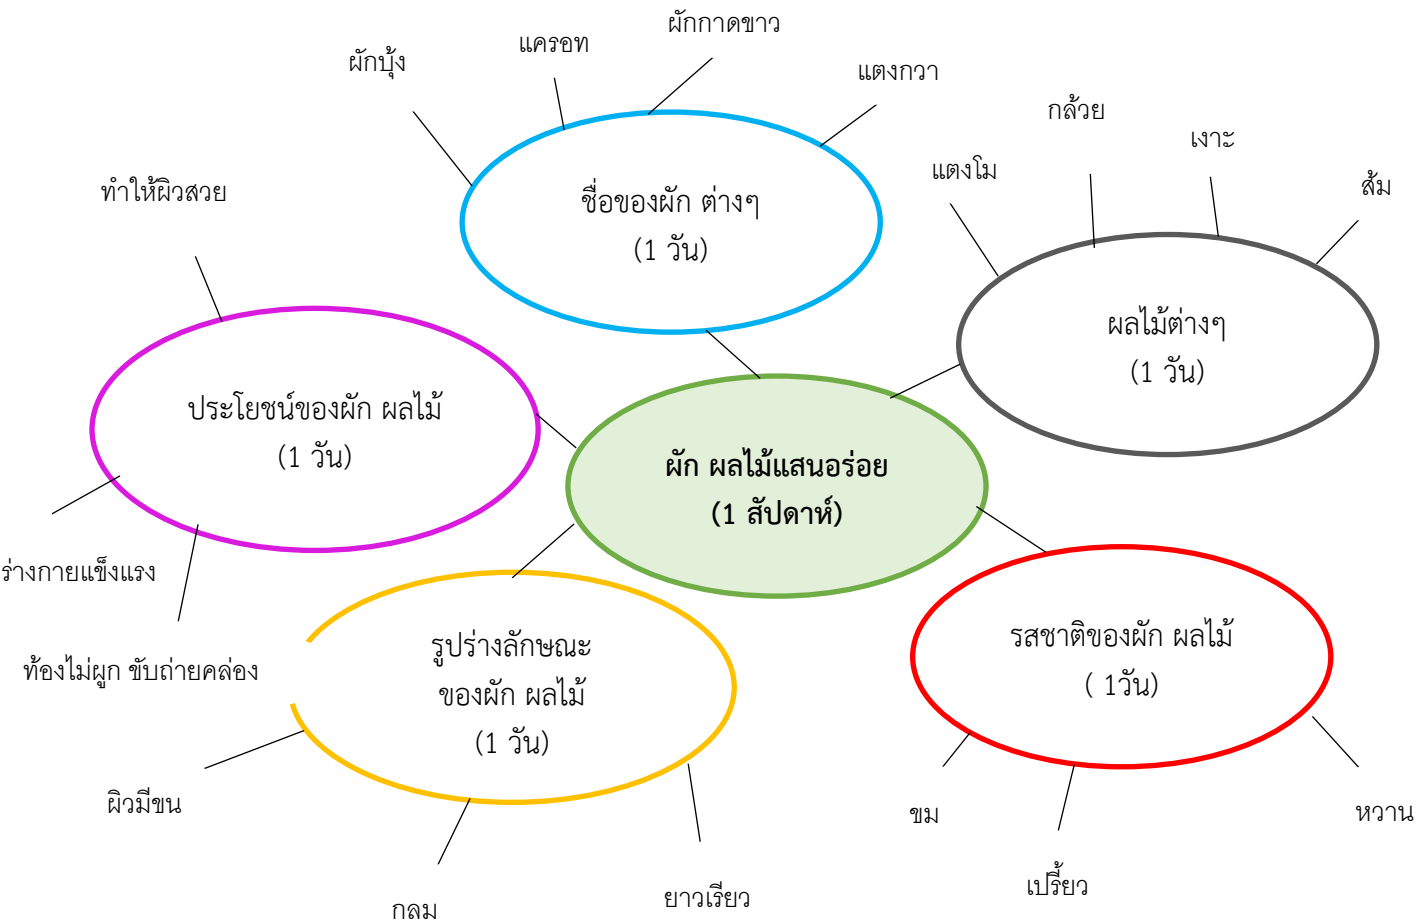 ผักกาดขาว
แครอท
ผักบุ้ง
แตงกวา
กล้วย
เงาะ
แตงโม
ส้ม
ทำให้ผิวสวย
ชื่อของผัก ต่างๆ
(1 วัน)
ผลไม้ต่างๆ
(1 วัน)
ประโยชน์ของผัก ผลไม้
(1 วัน)
ผัก ผลไม้แสนอร่อย
(1 สัปดาห์)
ร่างกายแข็งแรง
ท้องไม่ผูก ขับถ่ายคล่อง
รูปร่างลักษณะ
ของผัก ผลไม้
(1 วัน)
รสชาติของผัก ผลไม้
( 1วัน)
ผิวมีขน
กลม
ยาวเรียว
ขม
เปรี้ยว
หวาน